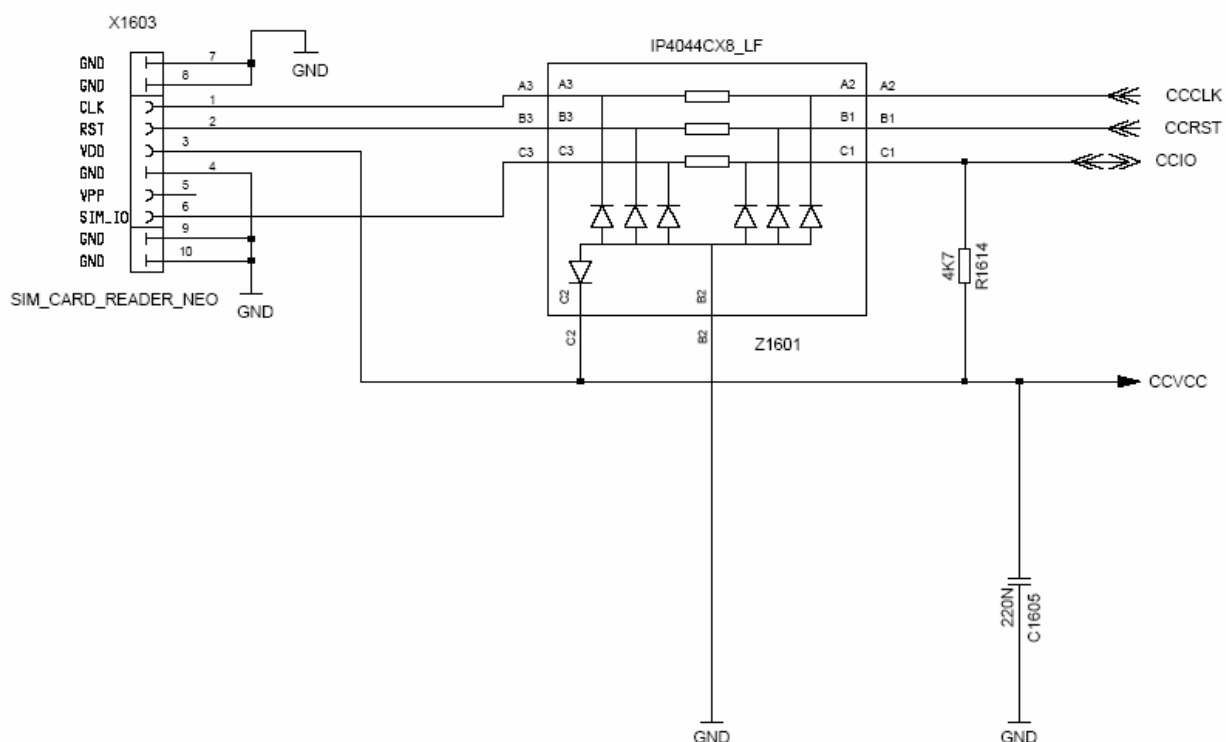 X1603
IP4044CX8_LF
GND 7
GND
GND 8
A3 A3 A2 A2 CCCLK
CLK 1
B3 B3 B1 B1 CCRST
RST 2
VDD 3
C3 C3 C1 C1 CCIO
GND 4
VPP 5
SIM_IO 6
GND 9
GND 10
4K7
R1614
SIM_CARD_READER_NEO
GND
C2
B2
C2
B2
Z1601
CCVCC
220N
C1605
GND
GND